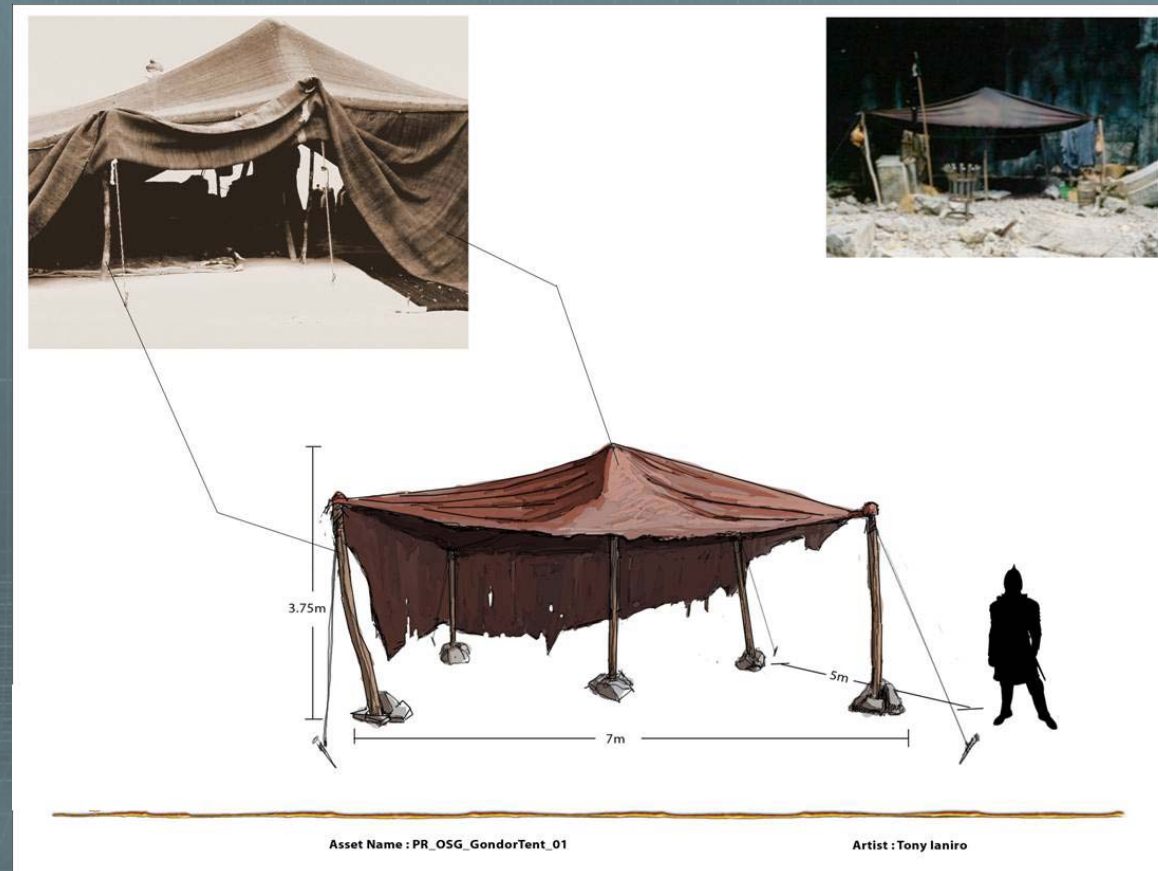 3.75m
5m
7m
Asset Name : PR_OSG_GondorTent_01
Artist : Tony Ianiro